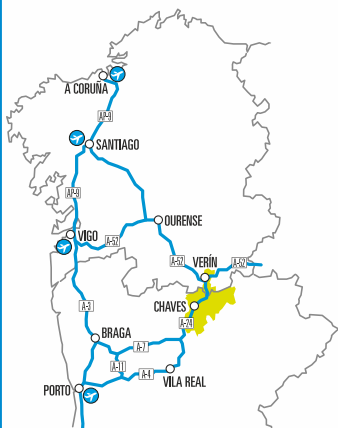 A CORUÑA
AP-9
SANTIAGO
AP-9
OURENSE
VIGO
A-52
A-52
VERÍN
A-52
A-3
CHAVES
A-24
BRAGA
A-7
A-11
A-4
VILA REAL
PORTO